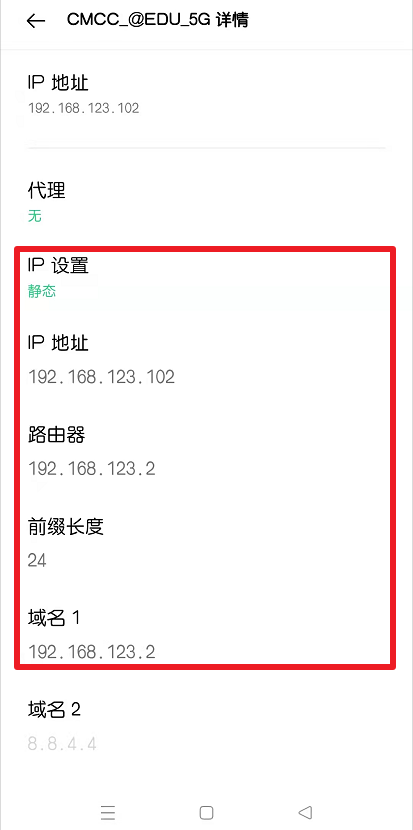 CMCC_@EDU_5G 详情
IP 地址
192.168.123.102
代理
无
IP 设置
静态
IP 地址
192.168.123.102
路由器
192.168.123.2
前缀长度
24
域名 1
192.168.123.2
域名 2
8.8.4.4